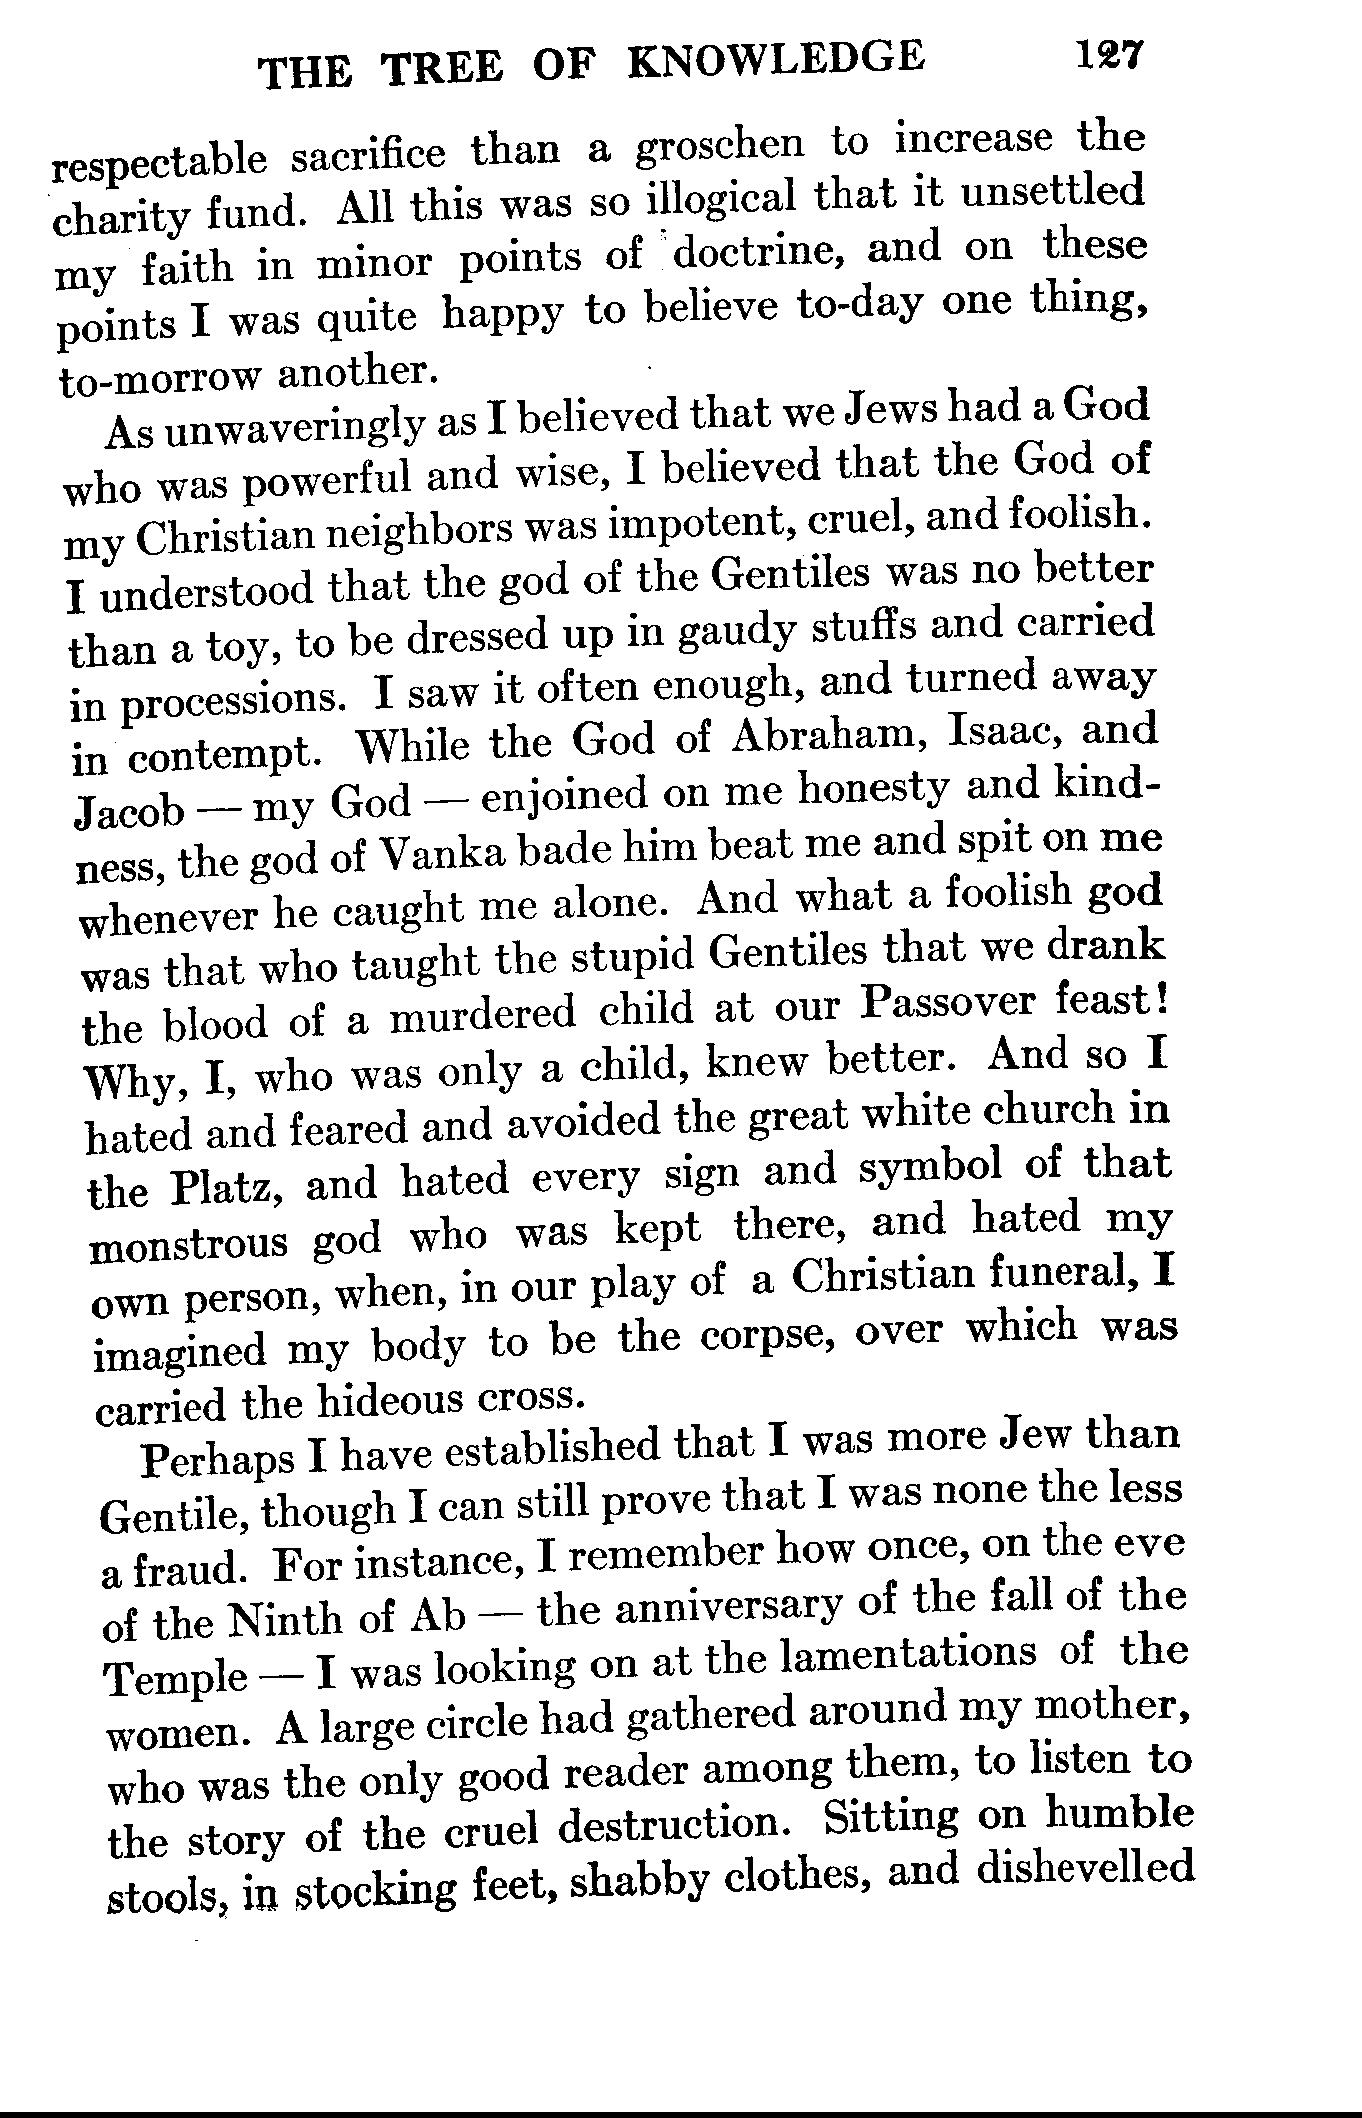 THE TREE OF KNOWLEDGE 127
respectable sacrifice than a groschen to increase the
charity fund. All this was so illogical that it unsettled
my faith in minor points of doctrine, and on these
points I was quite happy to believe to-day one thing,
to-morrow another.
As unwaveringly as I believed that we Jews had a God
who was powerful and wise, I believed that the God of
my Christian neighbors was impotent, cruel, and foolish.
I understood that the god of the Gentiles was no better
than a toy, to be dressed up in gaudy stuffs and carried
in processions. I saw it often enough, and turned away
in contempt. While the God of Abraham, Isaac, and
Jacob — my God — enjoined on me honesty and kind-
ness, the god of Vanka bade him beat me and spit on me
whenever he caught me alone. And what a foolish god
was that who taught the stupid Gentiles that we drank
the blood of a murdered child at our Passover feast!
Why, I, who was only a child, knew better. And so I
hated and feared and avoided the great white church in
the Platz, and hated every sign and symbol of that
monstrous god who was kept there, and hated my
own person, when, in our play of a Christian funeral, I
imagined my body to be the corpse, over which was
carried the hideous cross.
Perhaps I have established that I was more Jew than
Gentile, though I can still prove that I was none the less
a fraud. For instance, I remember how once, on the eve
of the Ninth of Ab — the anniversary of the fall of the
Temple — I was looking on at the lamentations of the
women. A large circle had gathered around my mother,
who was the only good reader among them, to listen to
the story of the cruel destruction. Sitting on humble
stools, in stocking feet, shabby clothes, and dishevelled